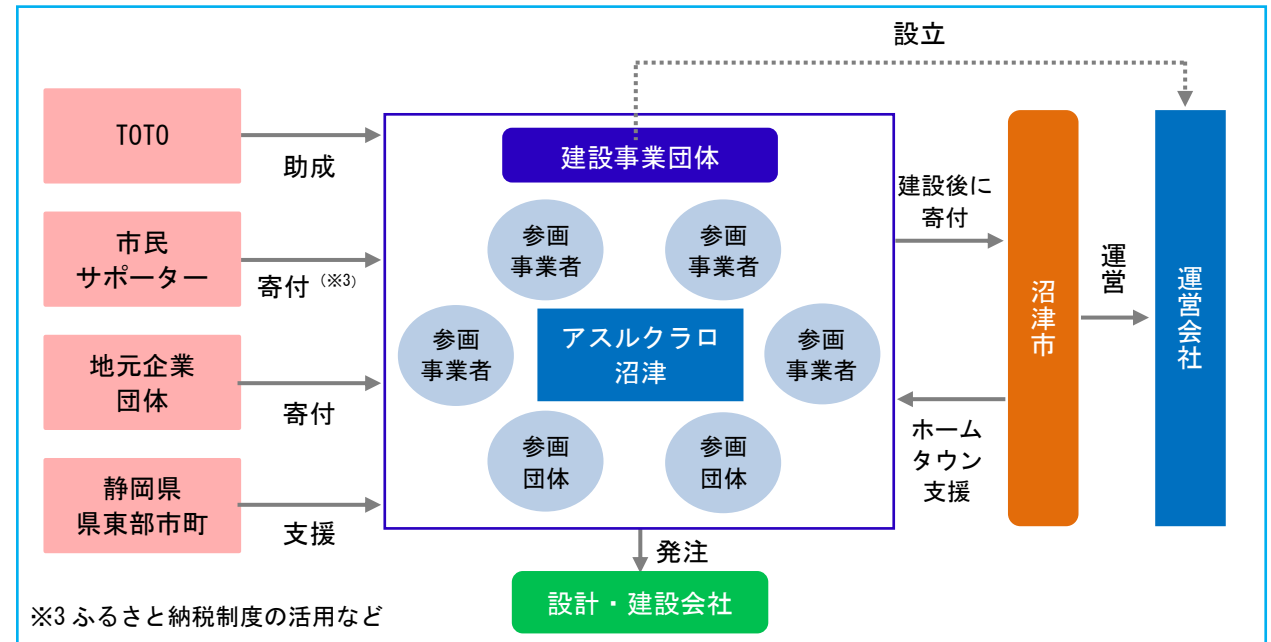 設立
TOTO
助成
市民
サポーター
寄付（※3）
地元企業
団体
寄付
静岡県
県東部市町
支援
建設事業団体
参画
事業者
参画
事業者
参画
事業者
アスルクラロ
沼津
参画
事業者
参画
団体
参画
団体
建設後に
寄付
ホーム
タウン
支援
沼津市
運営
運営会社
発注
設計・建設会社
※3 ふるさと納税制度の活用など